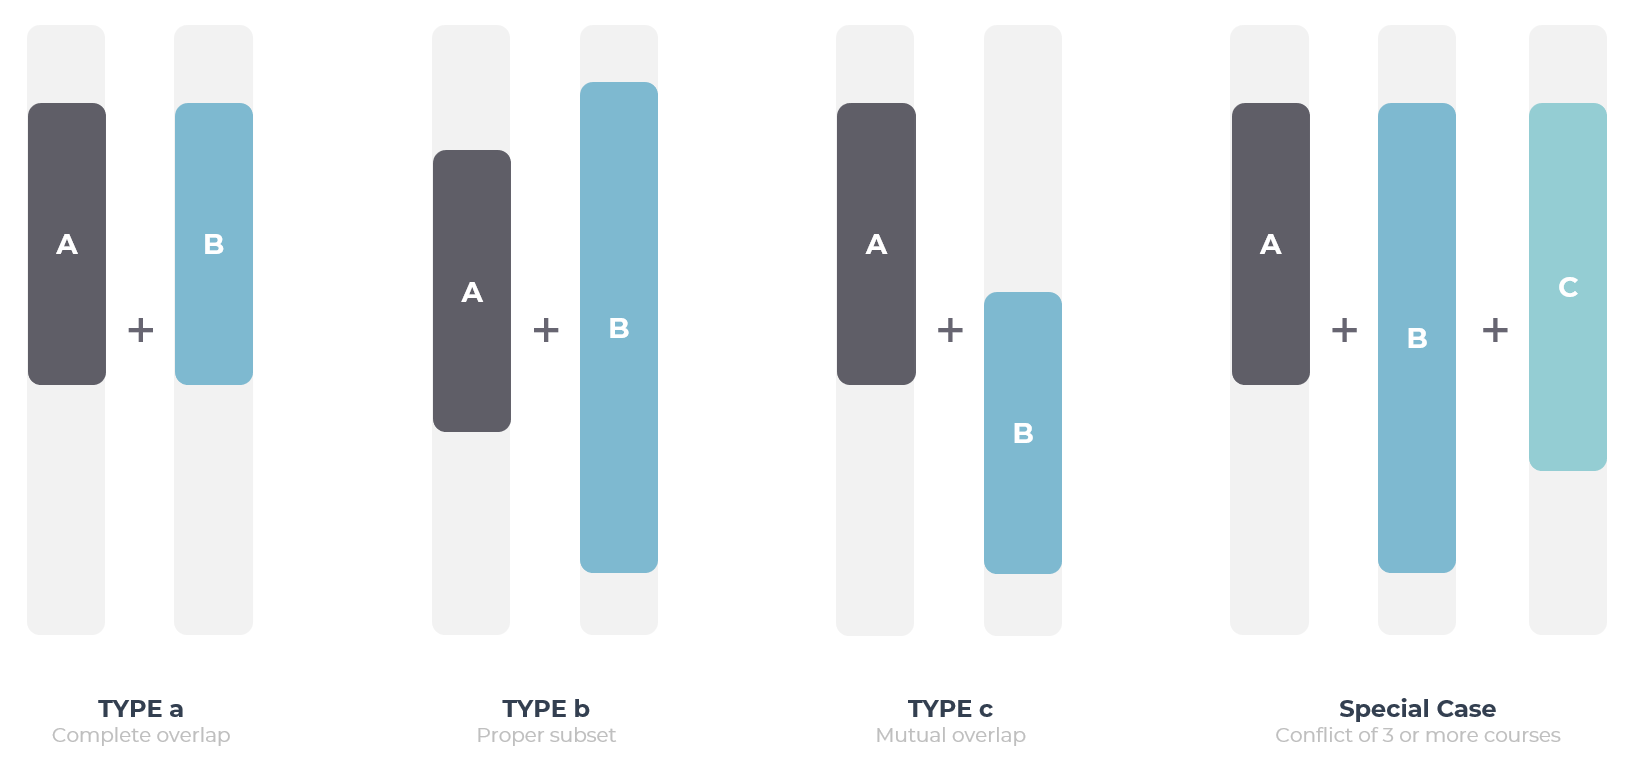 A
+
B
TYPE a
Complete overlap
A
+
B
TYPE b
Proper subset
A
+
B
TYPE c
Mutual overlap
A
+
B
+
C
Special Case
Conflict of 3 or more courses